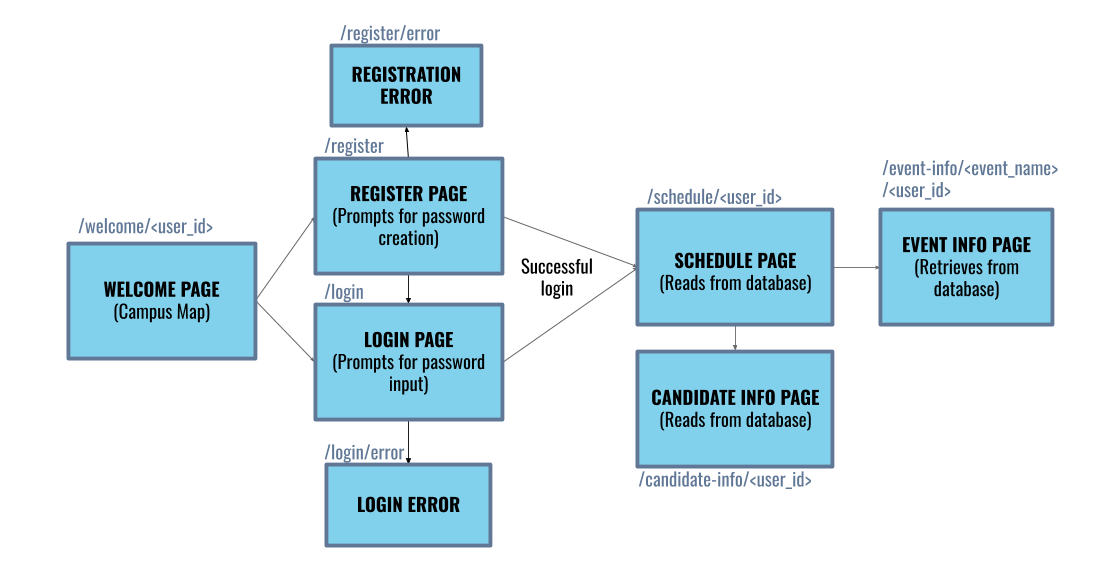 /register/error
REGISTRATION
ERROR
/register
REGISTER PAGE
(Prompts for password
creation)
/welcome/<user_id>
WELCOME PAGE
(Campus Map)
/login
LOGIN PAGE
(Prompts for password
input)
/login/error
LOGIN ERROR
Successful
login
/schedule/<user_id>
SCHEDULE PAGE
(Reads from database)
/event-info/<event_name>
/<user_id>
EVENT INFO PAGE
(Retrieves from
database)
CANDIDATE INFO PAGE
(Reads from database)
/candidate-info/<user_id>